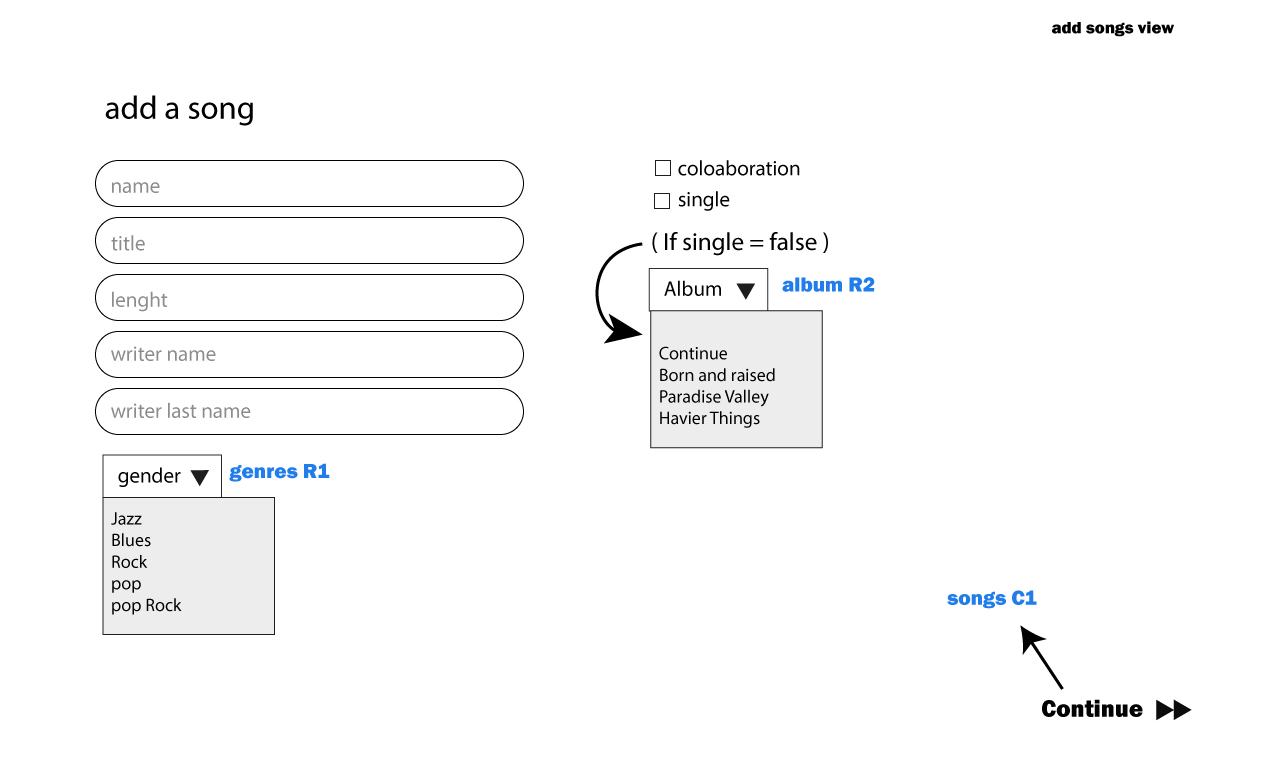 add songs view
add a song
name
title
lenght
writer name
writer last name
gender
genres R1
Jazz
Blues
Rock
pop
pop Rock
coloaboration
single
( If single = false )
Album
album R2
Continue
Born and raised
Paradise Valley
Havier Things
songs C1
Continue